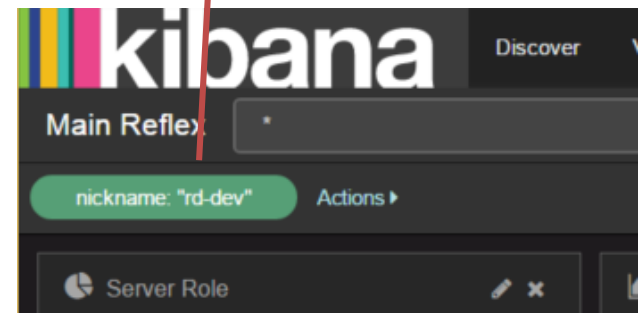 kibana Discover
Main Reflex *
nickname: "rd-dev" Actions
Server Role